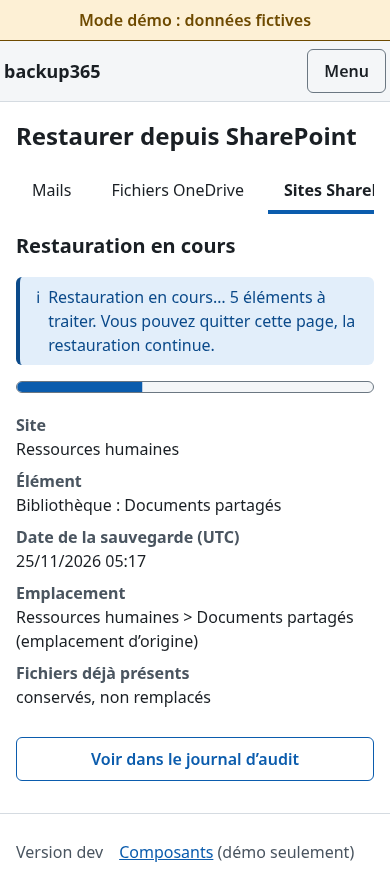 Mode démo : données fictives
backup365
Menu
Restaurer depuis SharePoint
Mails
Fichiers OneDrive
Sites Share
Restauration en cours
i Restauration en cours… 5 éléments à
traiter. Vous pouvez quitter cette page, la
restauration continue.
Site
Ressources humaines
Élément
Bibliothèque : Documents partagés
Date de la sauvegarde (UTC)
25/11/2026 05:17
Emplacement
Ressources humaines > Documents partagés
(emplacement d’origine)
Fichiers déjà présents
conservés, non remplacés
Voir dans le journal d’audit
Version dev Composants (démo seulement)